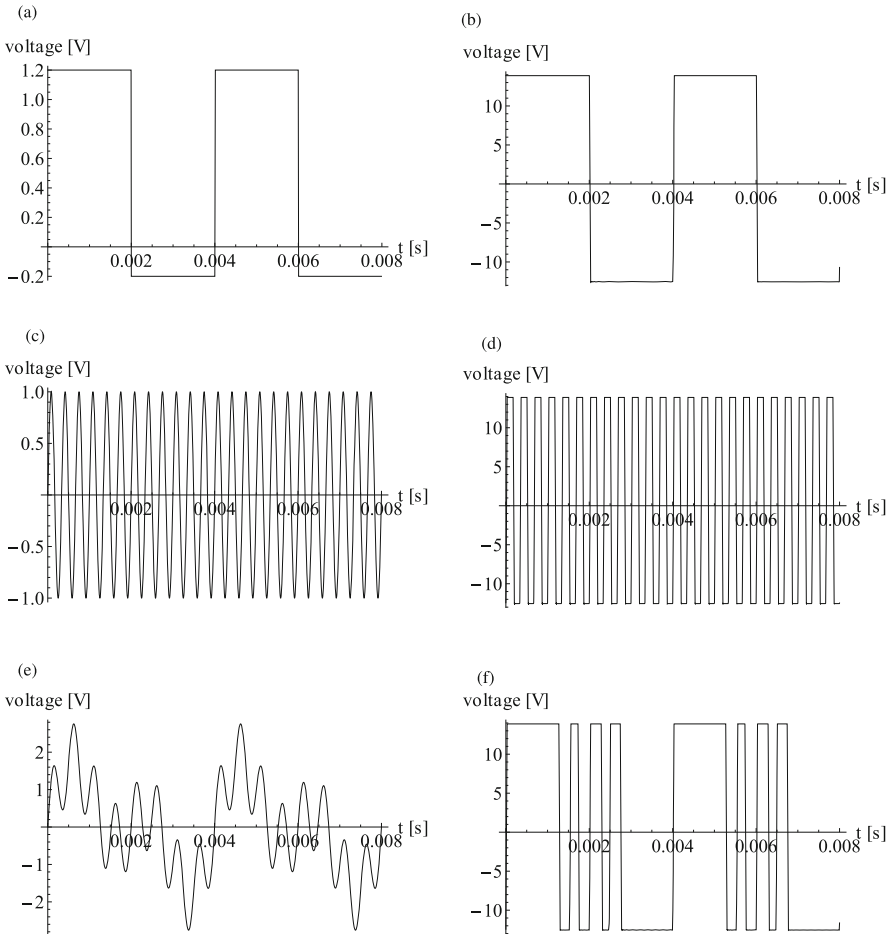 (a)
voltage [V]
1.2
1.0
0.8
0.6
0.4
0.2
−0.2
0.002 0.004 0.006 0.008
t [s]
(b)
voltage [V]
10
5
−5
−10
0.002 0.004 0.006 0.008
t [s]
(c)
voltage [V]
1.0
0.5
−0.5
−1.0
0.002 0.004 0.006 0.008
t [s]
(d)
voltage [V]
10
5
−5
−10
0.002 0.004 0.006 0.008
t [s]
(e)
voltage [V]
2
1
−1
−2
0.002 0.004 0.006 0.008
t [s]
(f)
voltage [V]
10
5
−5
−10
0.002 0.004 0.006 0.008
t [s]